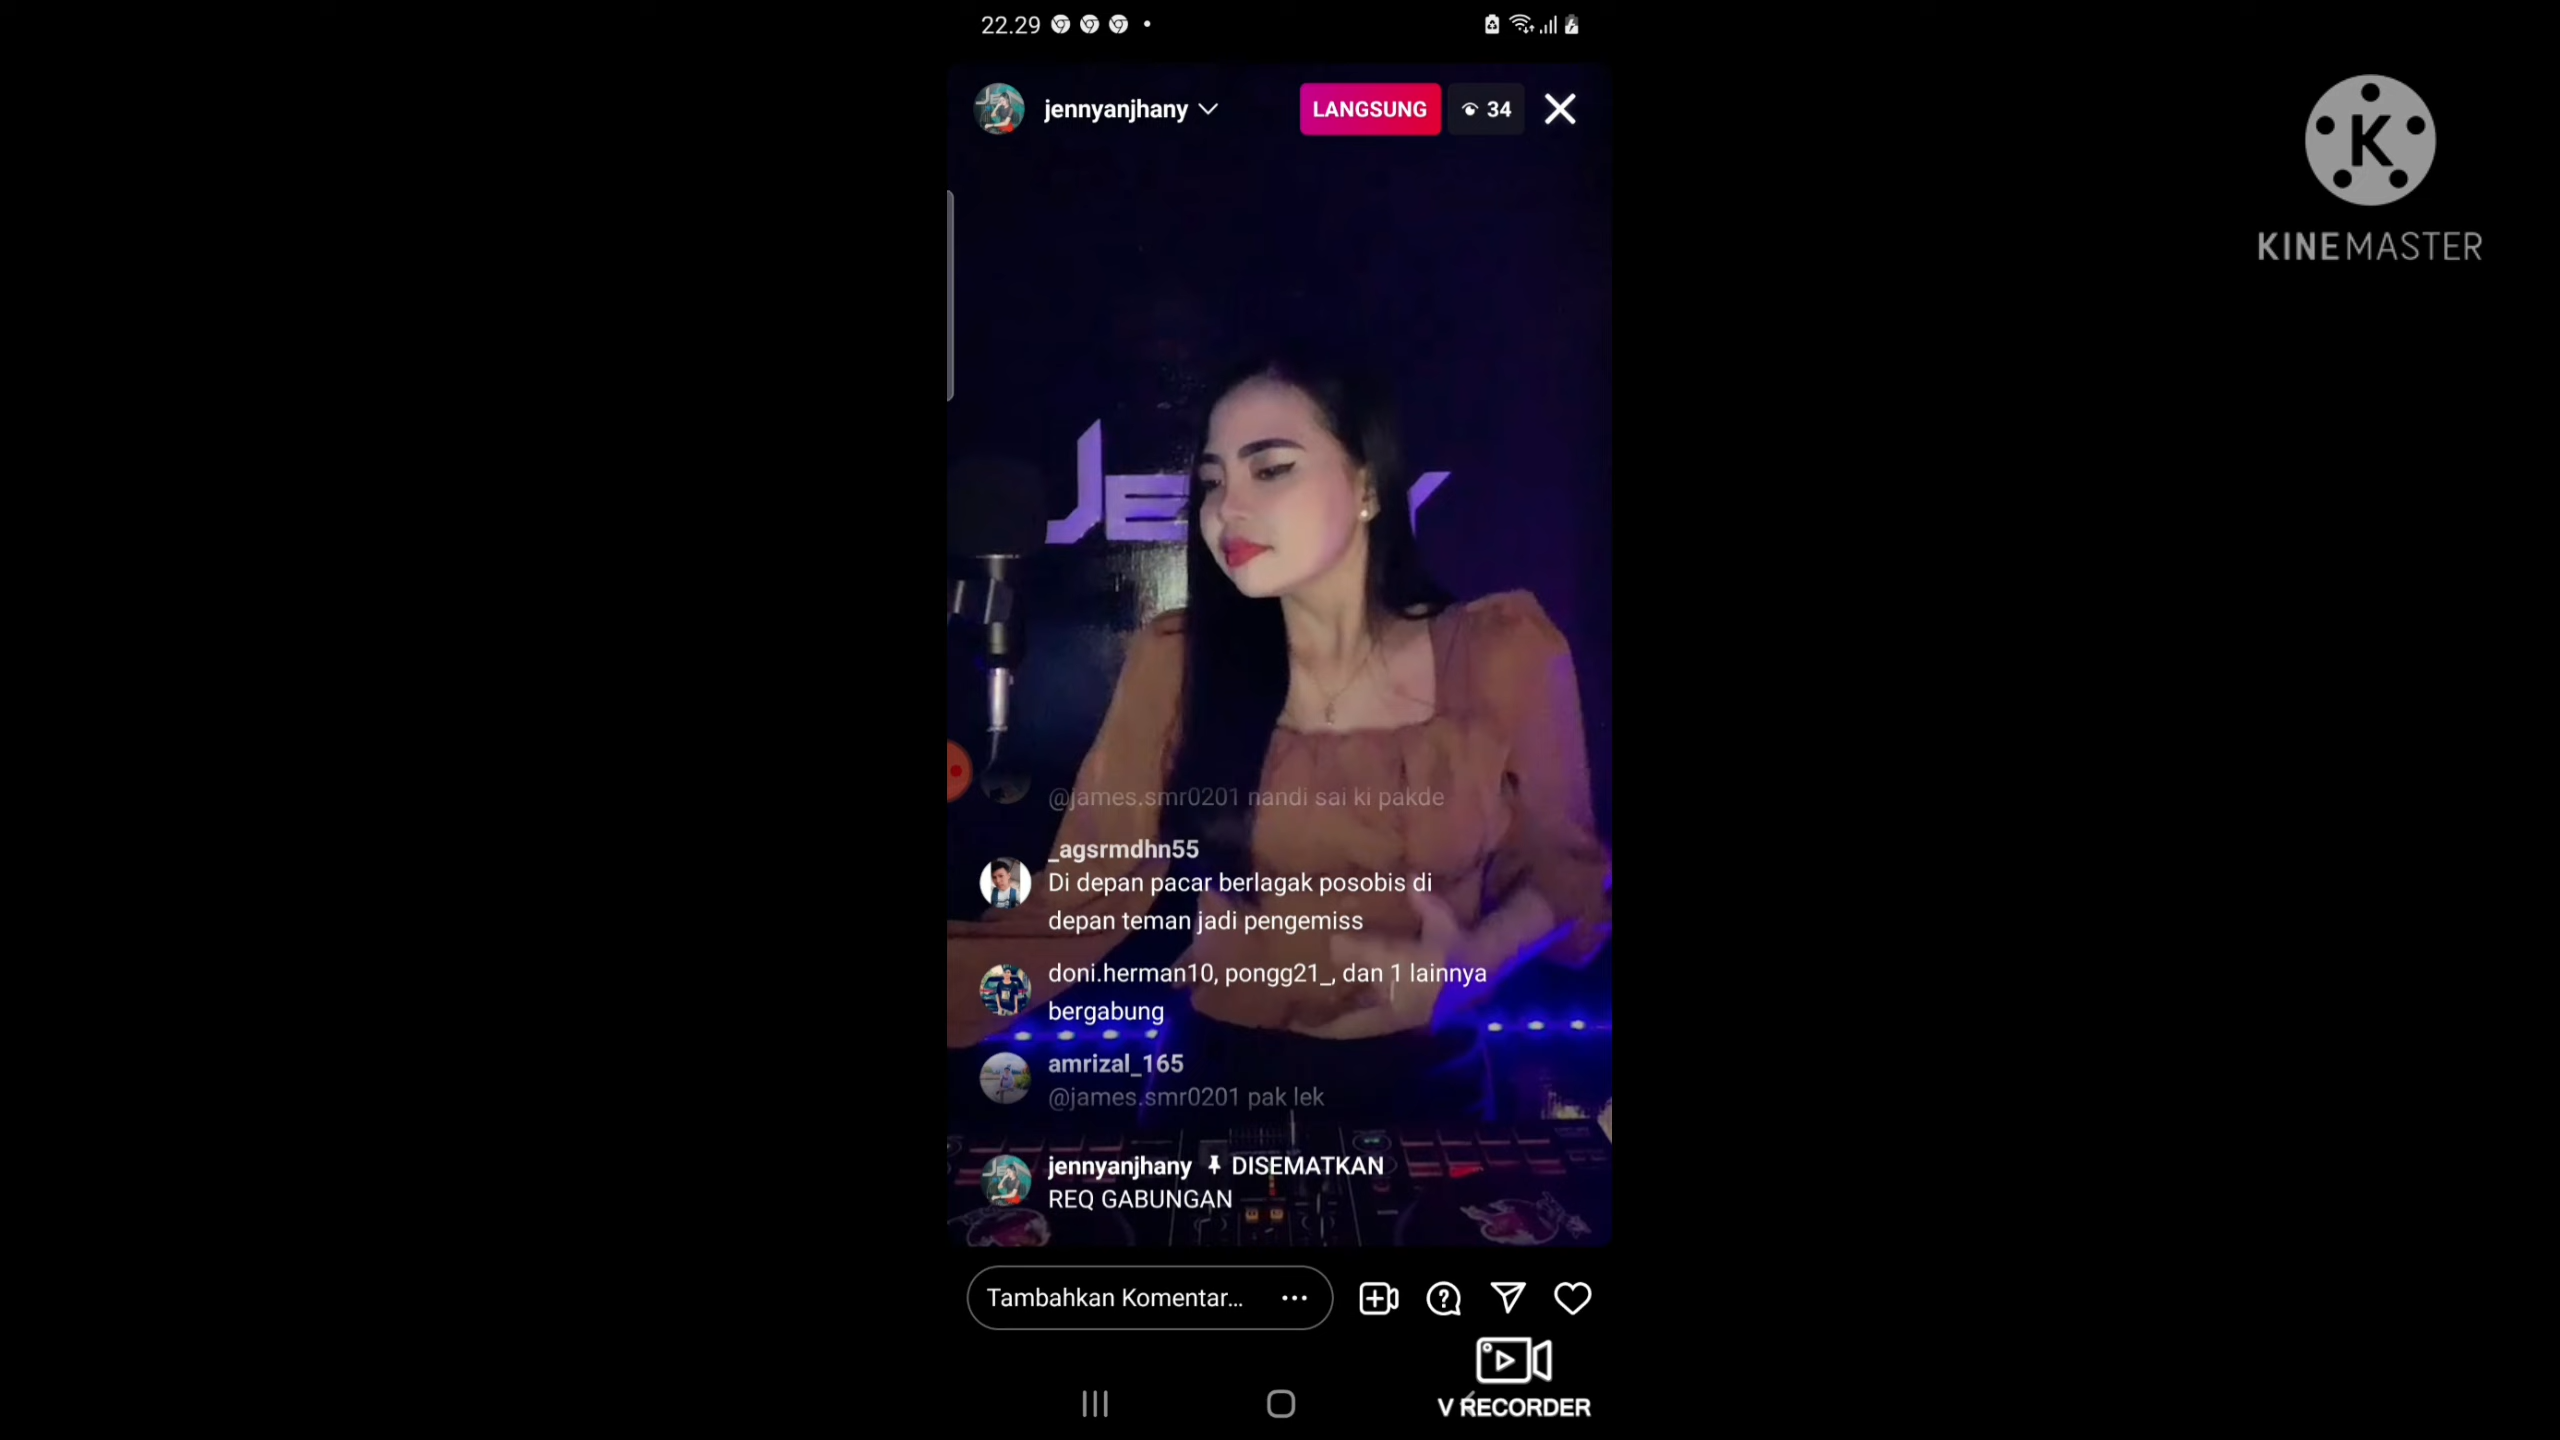 22.29
jennyanjhany
LANGSUNG
34
KINEMASTER
@james.smr0201 nandi sai ki pakde
_agsrmdhn55
Di depan pacar berlagak posobis di
depan teman jadi pengemiss
doni.herman10, pongg21_, dan 1 lainnya
bergabung
amrizal_165
@james.smr0201 pak lek
jennyanjhany DISEMATKAN
REQ GABUNGAN
Tambahkan Komentar...
V RECORDER